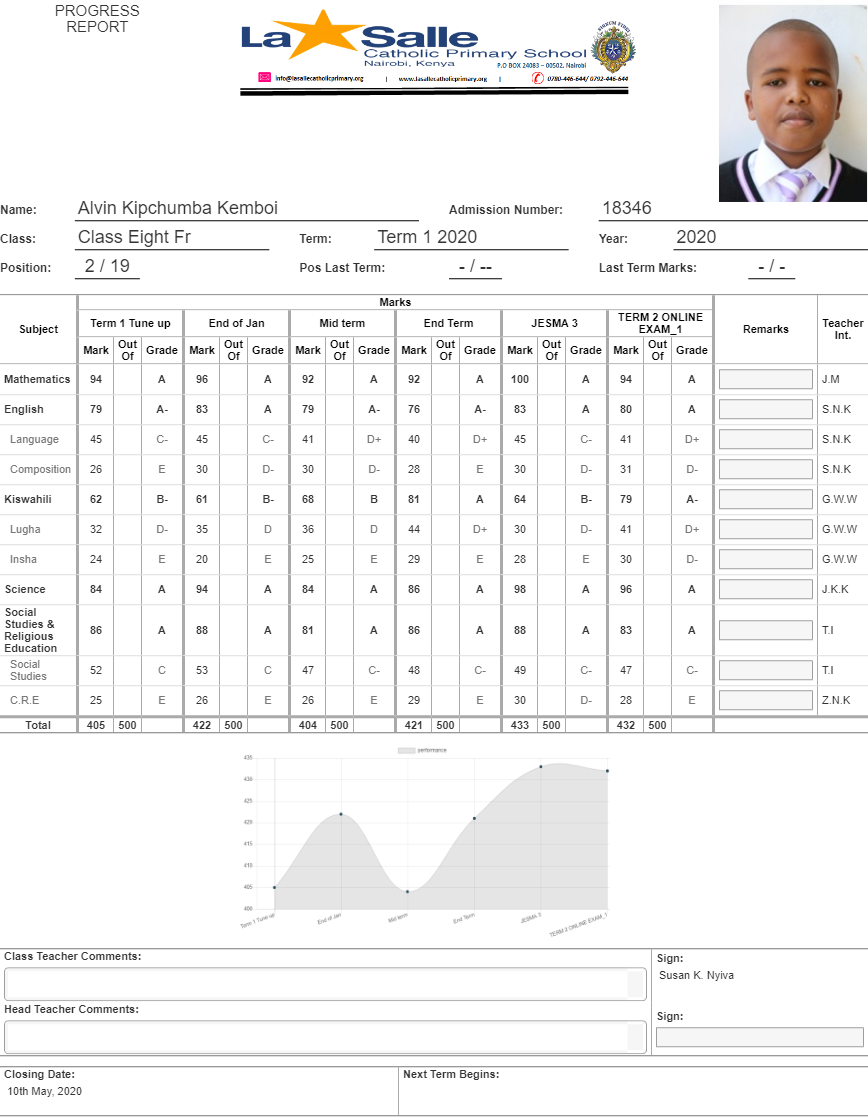 PROGRESS
REPORT
La Salle
Catholic Primary School
Nairobi, Kenya
P.O BOX 24083 – 00502, Nairobi
info@lasallecatholicprimary.org | www.lasallecatholicprimary.org | 0780-446-644/ 0792-446-644
Name: Alvin Kipchumba Kemboi Admission Number: 18346
Class: Class Eight Fr Term: Term 1 2020 Year: 2020
Position: 2 / 19 Pos Last Term: - / -- Last Term Marks: - / -
Subject Marks Remarks Teacher Int.
Term 1 Tune up End of Jan Mid term End Term JESMA 3 TERM 2 ONLINE EXAM_1
Mark Out Of Grade Mark Out Of Grade Mark Out Of Grade Mark Out Of Grade Mark Out Of Grade Mark Out Of Grade
Mathematics 94 A 96 A 92 A 92 A 100 A 94 A J.M
English 79 A- 83 A 79 A- 76 A- 83 A 80 A S.N.K
Language 45 C- 45 C- 41 D+ 40 D+ 45 C- 41 D+ S.N.K
Composition 26 E 30 D- 30 D- 28 E 30 D- 31 D- S.N.K
Kiswahili 62 B- 61 B- 68 B 81 A 64 B- 79 A- G.W.W
Lugha 32 D- 35 D 36 D 44 D+ 30 D- 41 D+ G.W.W
Insha 24 E 20 E 25 E 29 E 28 E 30 D- G.W.W
Science 84 A 94 A 84 A 86 A 98 A 96 A J.K.K
Social Studies & Religious Education 86 A 88 A 81 A 86 A 88 A 83 A T.I
Social Studies 52 C 53 C 47 C- 48 C- 49 C- 47 C- T.I
C.R.E 25 E 26 E 26 E 29 E 30 D- 28 E Z.N.K
Total 405 500 422 500 404 500 421 500 433 500 432 500
performance
435
430
425
420
415
410
405
400
Term 1 Tune up End of Jan Mid term End Term JESMA 3 TERM 2 ONLINE EXAM_1
Class Teacher Comments: Sign:
Susan K. Nyiva
Head Teacher Comments:
Sign:
Closing Date: Next Term Begins:
10th May, 2020